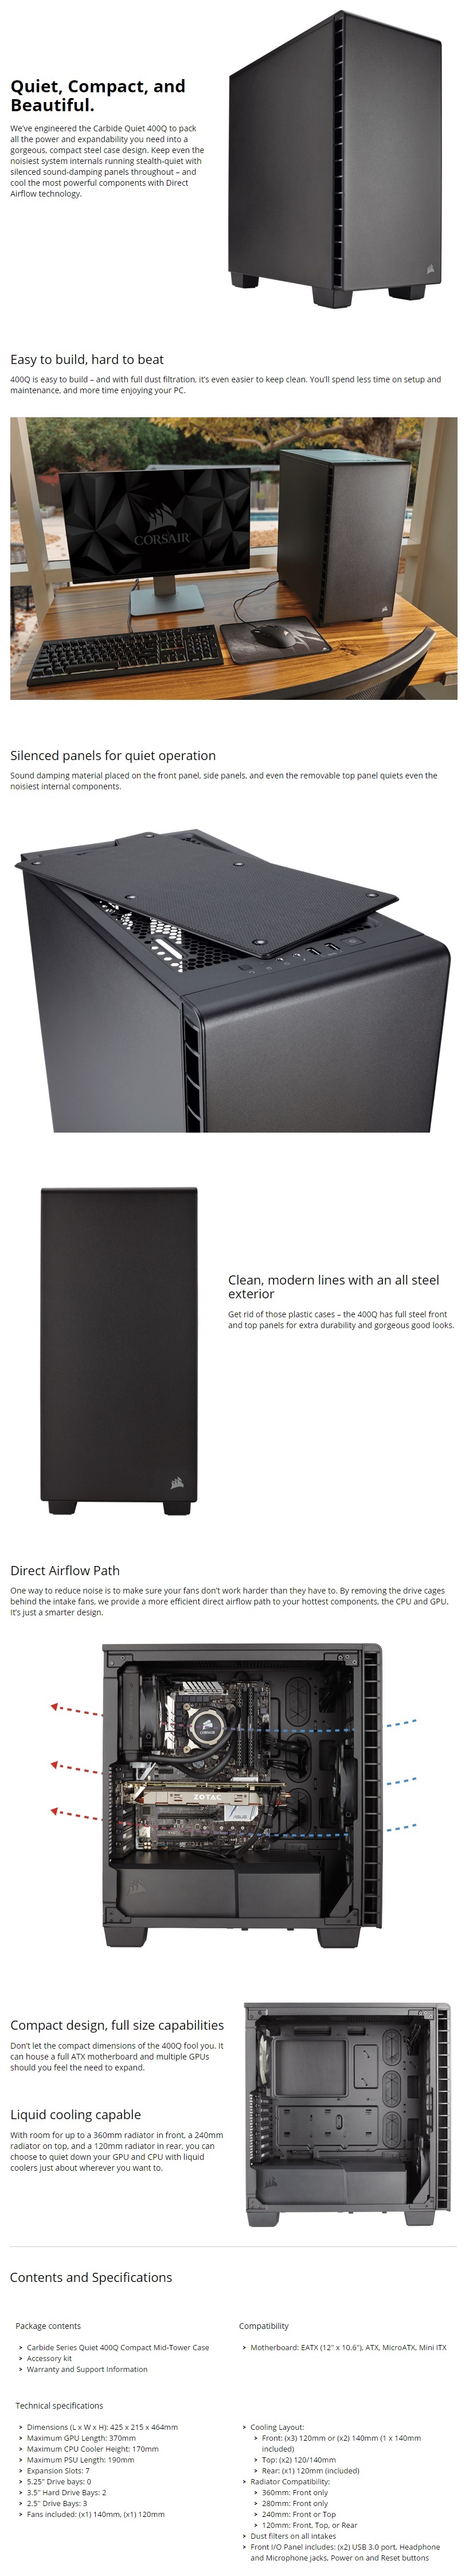 Quiet, Compact, and
Beautiful.
We've engineered the Carbide Quiet 400Q to pack
all the power and expandability you need into a
gorgeous, compact steel case design. Keep even the
noisiest system internals running stealth-quiet with
silenced sound-damping panels throughout – and
cool the most powerful components with Direct
Airflow technology.
Easy to build, hard to beat
400Q is easy to build – and with full dust filtration, it's even easier to keep clean. You'll spend less time on setup and
maintenance, and more time enjoying your PC.
CORSAIR
Silenced panels for quiet operation
Sound damping material placed on the front panel, side panels, and even the removable top panel quiets even the
noisiest internal components.
Clean, modern lines with an all steel
exterior
Get rid of those plastic cases – the 400Q has full steel front
and top panels for extra durability and gorgeous good looks.
Direct Airflow Path
One way to reduce noise is to make sure your fans don't work harder than they have to. By removing the drive cages
behind the intake fans, we provide a more efficient direct airflow path to your hottest components, the CPU and GPU.
It's just a smarter design.
CORSAIR
ZOTAC
Compact design, full size capabilities
Don't let the compact dimensions of the 400Q fool you. It
can house a full ATX motherboard and multiple GPUs
should you feel the need to expand.
Liquid cooling capable
With room for up to a 360mm radiator in front, a 240mm
radiator on top, and a 120mm radiator in rear, you can
choose to quiet down your GPU and CPU with liquid
coolers just about wherever you want to.
Contents and Specifications
Package contents
Carbide Series Quiet 400Q Compact Mid-Tower Case
Accessory kit
Warranty and Support Information
Compatibility
Motherboard: EATX (12" x 10.6"), ATX, MicroATX, Mini ITX
Technical specifications
Dimensions (L x W x H): 425 x 215 x 464mm
Maximum GPU Length: 370mm
Maximum CPU Cooler Height: 170mm
Maximum PSU Length: 190mm
Expansion Slots: 7
5.25" Drive bays: 0
3.5" Hard Drive Bays: 2
2.5" Drive Bays: 3
Fans included: (x1) 140mm, (x1) 120mm
Cooling Layout:
Front: (x3) 120mm or (x2) 140mm (1 x 140mm
included)
Top: (x2) 120/140mm
Rear: (x1) 120mm (included)
Radiator Compatibility:
360mm: Front only
280mm: Front only
240mm: Front or Top
120mm: Front, Top, or Rear
Dust filters on all intakes
Front I/O Panel includes: (x2) USB 3.0 port, Headphone
and Microphone jacks, Power on and Reset buttons